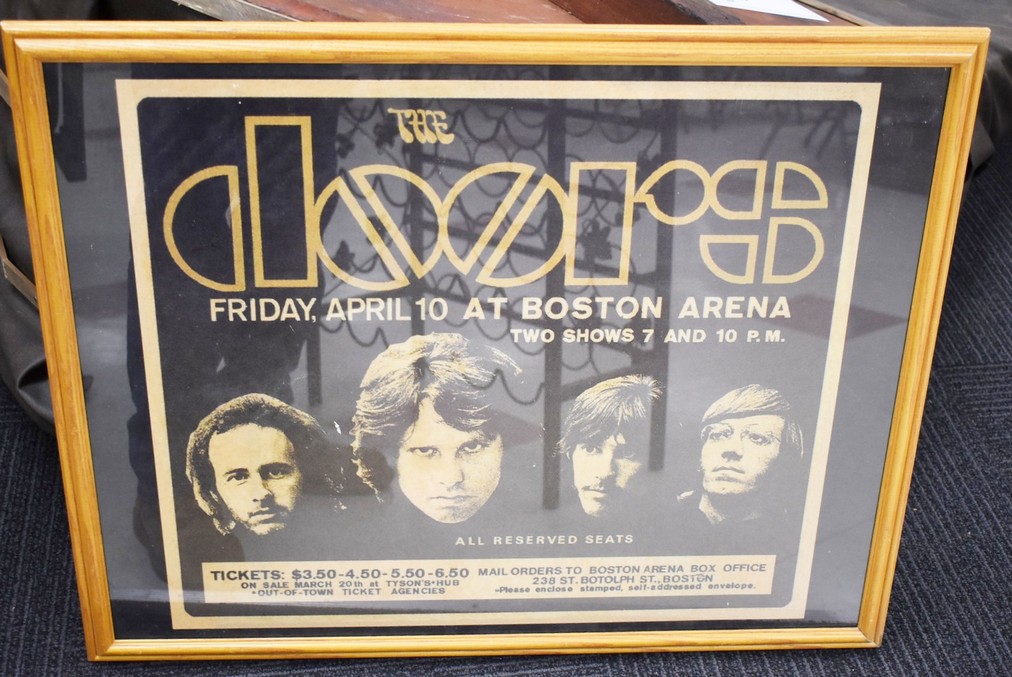 THE
doors
FRIDAY, APRIL 10 AT BOSTON ARENA
TWO SHOWS 7 AND 10 P.M.
ALL RESERVED SEATS
TICKETS: $3.50-4.50-5.50-6.50
ON SALE MARCH 20th at TYSON'S•HUB
•OUT-OF-TOWN TICKET AGENCIES
MAIL ORDERS TO BOSTON ARENA BOX OFFICE
238 ST. BOTOLPH ST., BOSTON
•Please enclose stamped, self-addressed envelope.